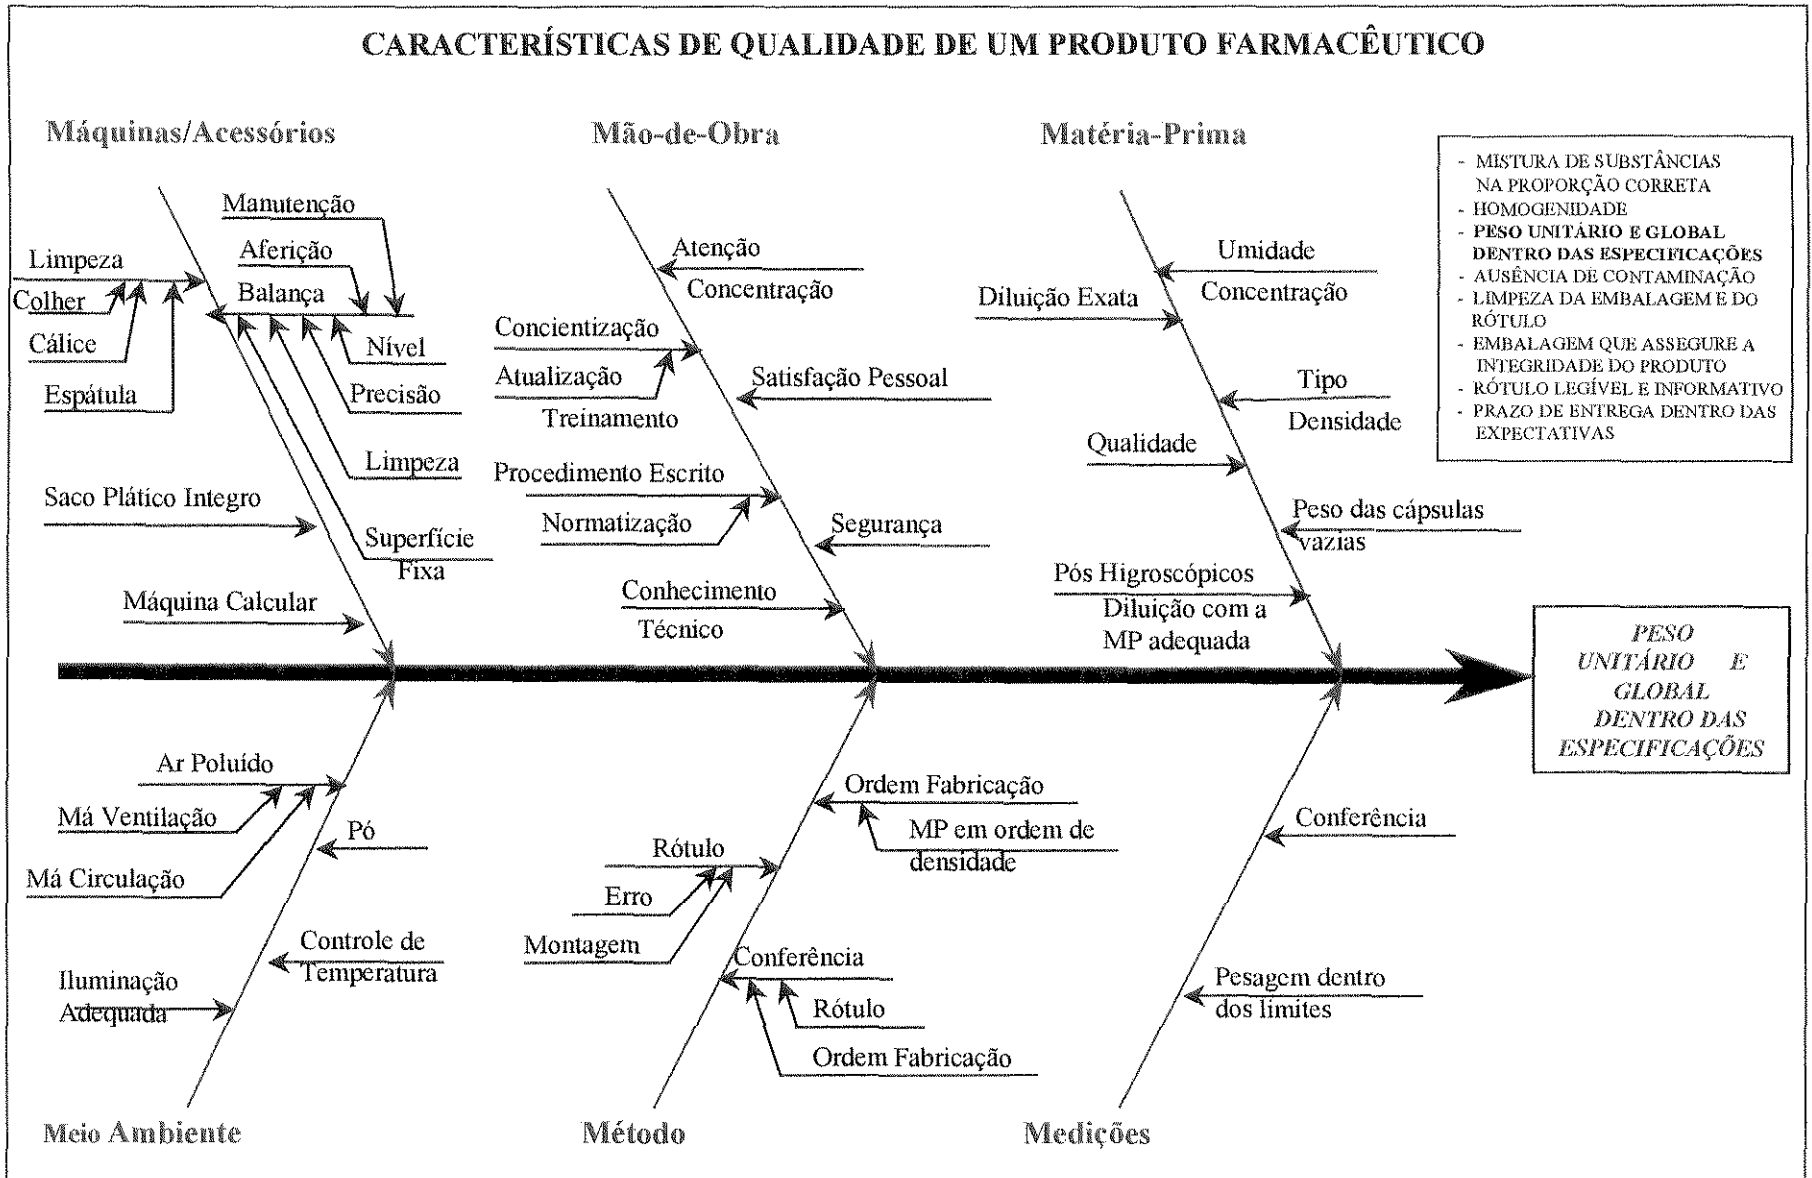 CARACTERÍSTICAS DE QUALIDADE DE UM PRODUTO FARMACÊUTICO
Máquinas/Acessórios
Manutenção
Limpeza
Aferição
Colher
Balança
Cálice
Nível
Espátula
Precisão
Limpeza
Saco Plático Integro
Superfície
Fixa
Máquina Calcular
Mão-de-Obra
Atenção
Concentração
Concientização
Atualização
Treinamento
Satisfação Pessoal
Procedimento Escrito
Normatização
Segurança
Conhecimento
Técnico
Matéria-Prima
Umidade
Concentração
Diluição Exata
Tipo
Densidade
Qualidade
Peso das cápsulas
vazias
Pós Higroscópicos
Diluição com a
MP adequada
- MISTURA DE SUBSTÂNCIAS
NA PROPORÇÃO CORRETA
- HOMOGENIDADE
- PESO UNITÁRIO E GLOBAL
DENTRO DAS ESPECIFICAÇÕES
- AUSÊNCIA DE CONTAMINAÇÃO
- LIMPEZA DA EMBALAGEM E DO
RÓTULO
- EMBALAGEM QUE ASSEGURE A
INTEGRIDADE DO PRODUTO
- RÓTULO LEGÍVEL E INFORMATIVO
- PRAZO DE ENTREGA DENTRO DAS
EXPECTATIVAS
PESO
UNITÁRIO E
GLOBAL
DENTRO DAS
ESPECIFICAÇÕES
Ar Poluído
Má Ventilação
Pó
Má Circulação
Controle de
Temperatura
Iluminação
Adequada
Meio Ambiente
Ordem Fabricação
MP em ordem de
densidade
Rótulo
Erro
Montagem
Conferência
Rótulo
Ordem Fabricação
Método
Conferência
Pesagem dentro
dos limites
Medições